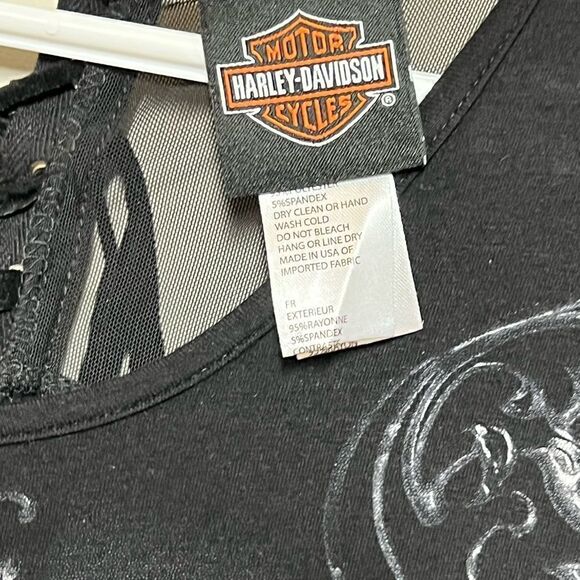 MOTOR
HARLEY-DAVIDSON
CYCLES
®
5%SPANDEX
DRY CLEAN OR HAND
WASH COLD
DO NOT BLEACH
HANG OR LINE DRY
MADE IN USA OF
IMPORTED FABRIC
FR
EXTERIEUR
95%RAYONNE
5%SPANDEX